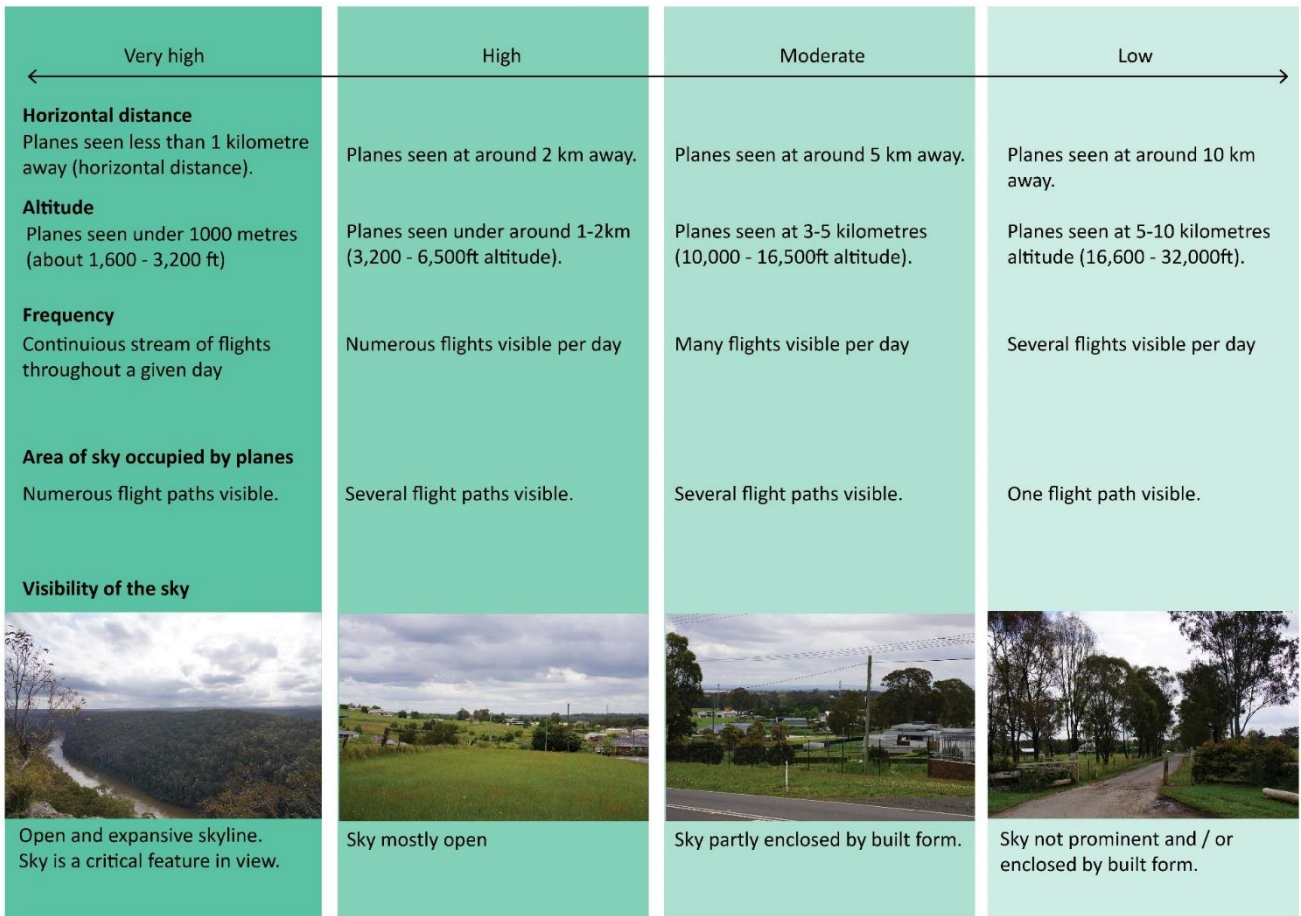 Very high
High
Moderate
Low
Horizontal distance
Planes seen less than 1 kilometre
away (horizontal distance).
Planes seen at around 2 km away.
Planes seen at around 5 km away.
Planes seen at around 10 km
away.
Altitude
Planes seen under 1000 metres
(about 1,600 - 3,200 ft)
Planes seen under around 1-2km
(3,200 - 6,500ft altitude).
Planes seen at 3-5 kilometres
(10,000 - 16,500ft altitude).
Planes seen at 5-10 kilometres
altitude (16,600 - 32,000ft).
Frequency
Continuious stream of flights
throughout a given day
Numerous flights visible per day
Many flights visible per day
Several flights visible per day
Area of sky occupied by planes
Numerous flight paths visible.
Several flight paths visible.
Several flight paths visible.
One flight path visible.
Visibility of the sky
Open and expansive skyline.
Sky is a critical feature in view.
Sky mostly open
Sky partly enclosed by built form.
Sky not prominent and / or
enclosed by built form.